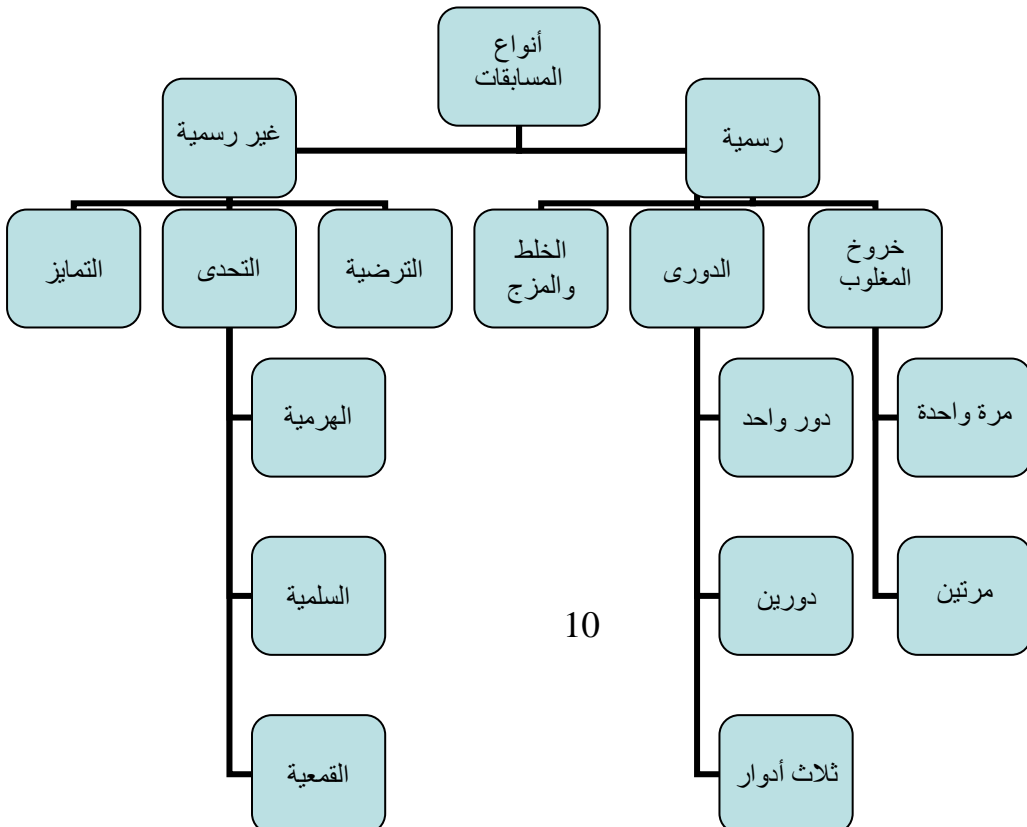 أنواع
المسابقات
رسمية
غير رسمية
خروخ
المغلوب
الدورى
الخلط
والمزج
الترضية
التحدى
التمايز
مرة واحدة
دور واحد
الهرمية
مرتين
دورين
10
السلمية
ثلاث أدوار
القمعية